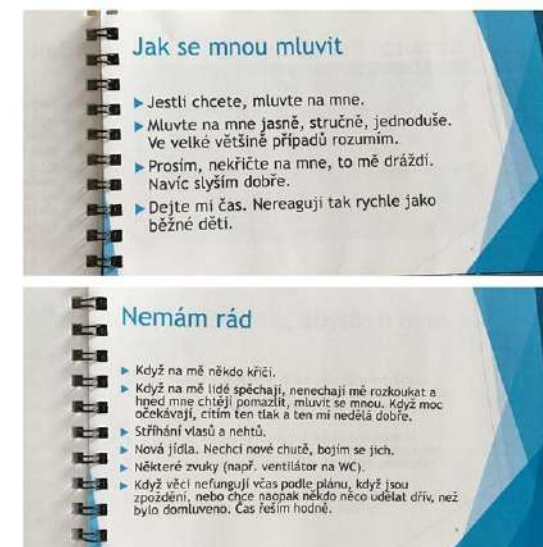 Jak se mnou mluvit
▶ Jestli chcete, mluvte na mne.
▶ Mluvte na mne jasně, stručně, jednoduše.
Ve velké většině případů rozumím.
▶ Prosím, nekřičte na mne, to mě dráždí.
Navíc slyším dobře.
▶ Dejte mi čas. Nereaguji tak rychle jako
běžné děti.
Nemám rád
▶ Když na mě někdo křičí.
▶ Když na mě lidé spěchají, nenechají mě rozkoukat a
hned mne chtějí pomazlit, mluvit se mnou. Když moc
očekávají, cítím ten tlak a ten mi nedělá dobře.
▶ Stříhání vlasů a nehtů.
▶ Nová jídla. Nechci nové chutě, bojím se jich.
▶ Některé zvuky (např. ventilátor na WC).
▶ Když věci nefungují včas podle plánu, když jsou
zpoždění, nebo chce naopak někdo něco udělat dřív, než
bylo domluveno. Čas řeším hodně.